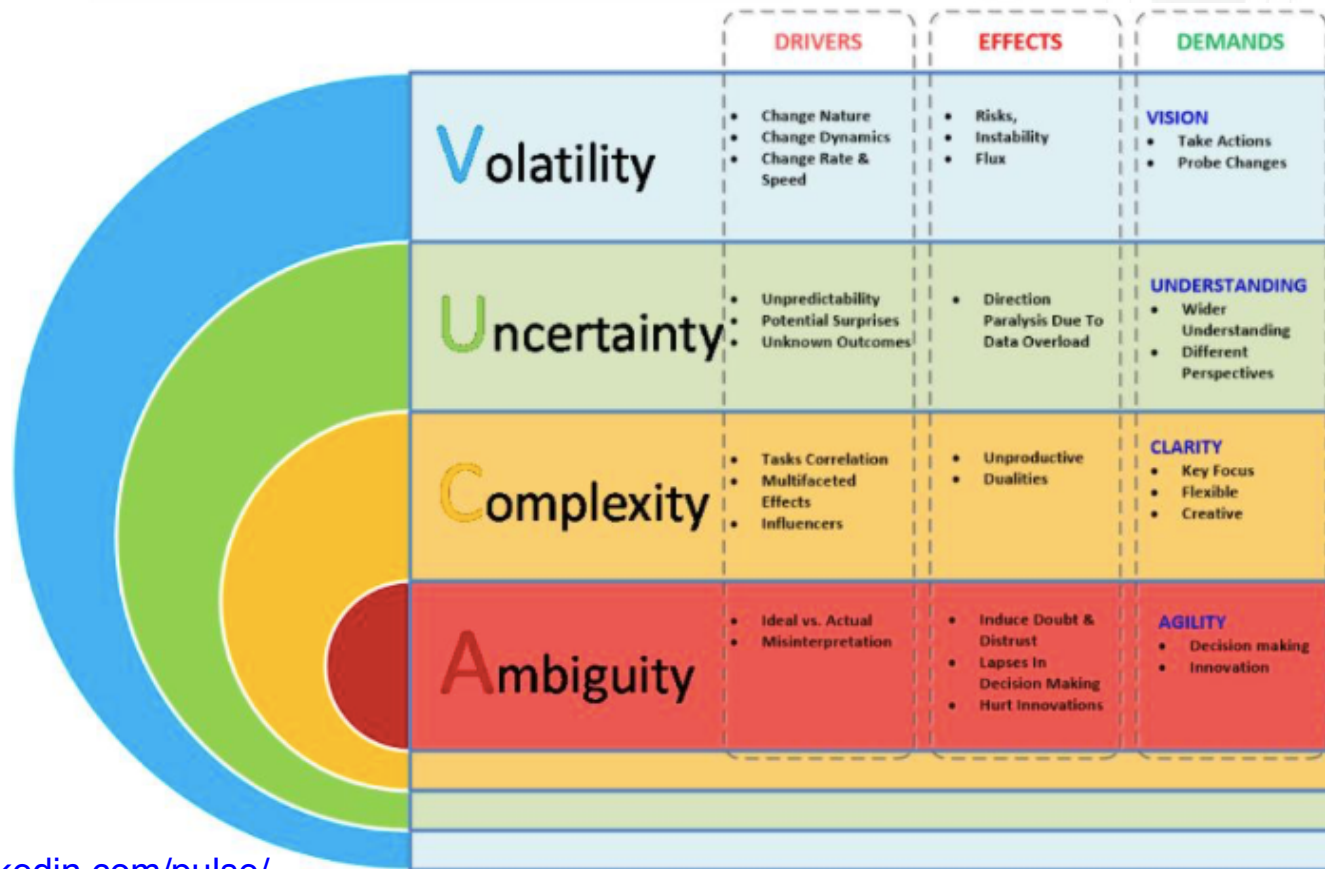 DRIVERS
EFFECTS
DEMANDS
Volatility
• Change Nature
• Change Dynamics
• Change Rate &
Speed
• Risks,
• Instability
• Flux
VISION
• Take Actions
• Probe Changes
Uncertainty
• Unpredictability
• Potential Surprises
• Unknown Outcomes
• Direction
Paralysis Due To
Data Overload
UNDERSTANDING
• Wider
Understanding
• Different
Perspectives
Complexity
• Tasks Correlation
• Multifaceted
Effects
• Influencers
• Unproductive
• Dualities
CLARITY
• Key Focus
• Flexible
• Creative
Ambiguity
• Ideal vs. Actual
• Misinterpretation
• Induce Doubt &
Distrust
• Lapses In
Decision Making
• Hurt Innovations
AGILITY
• Decision making
• Innovation
kedin.com/pulse/